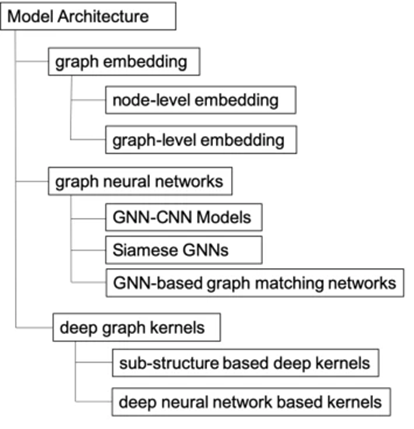 Model Architecture
graph embedding
node-level embedding
graph-level embedding
graph neural networks
GNN-CNN Models
Siamese GNNs
GNN-based graph matching networks
deep graph kernels
sub-structure based deep kernels
deep neural network based kernels